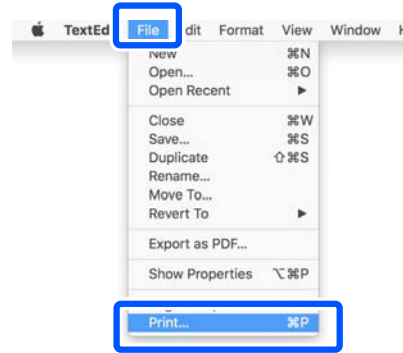 TextEd File dit Format View Window H
New ⌘N
Open... ⌘O
Open Recent ▶
Close ⌘W
Save... ⌘S
Duplicate ⇧⌘S
Rename...
Move To...
Revert To ▶
Export as PDF...
Show Properties ⌥⌘P
Print... ⌘P